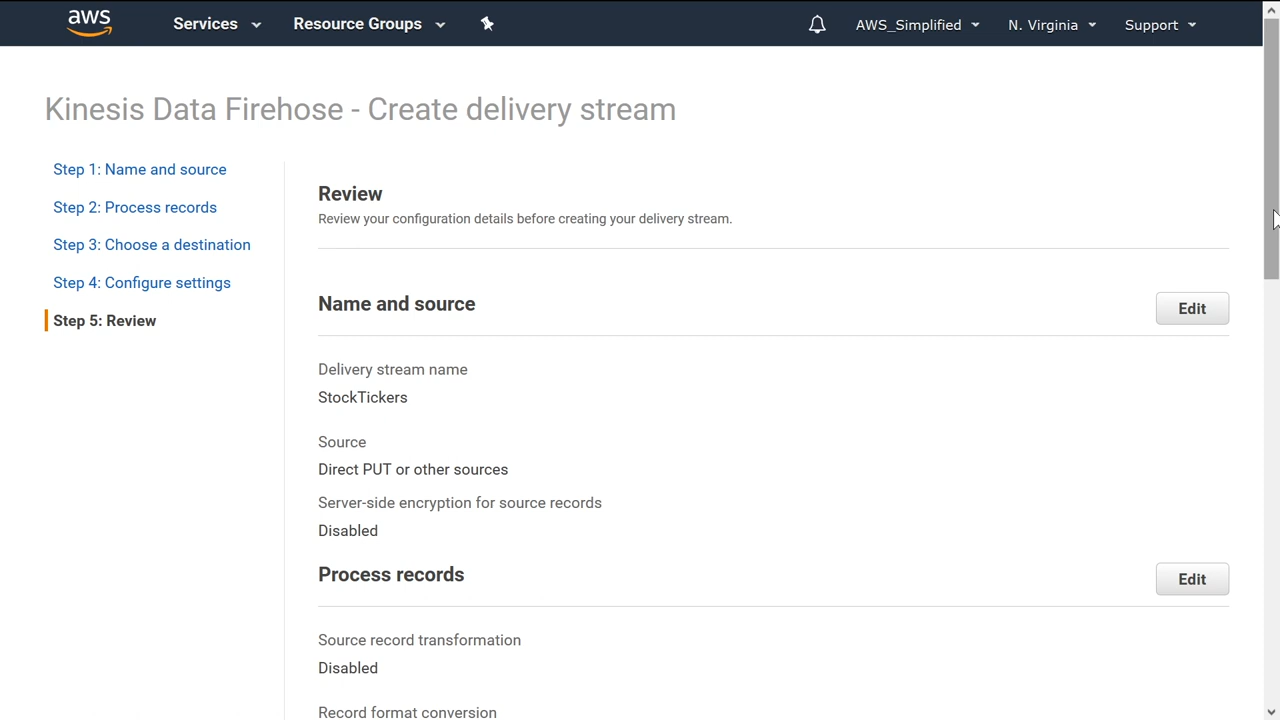 aws Services Resource Groups AWS_Simplified N. Virginia Support
Kinesis Data Firehose - Create delivery stream
Step 1: Name and source
Step 2: Process records
Step 3: Choose a destination
Step 4: Configure settings
Step 5: Review
Review
Review your configuration details before creating your delivery stream.
Name and source
Edit
Delivery stream name
StockTickers
Source
Direct PUT or other sources
Server-side encryption for source records
Disabled
Process records
Edit
Source record transformation
Disabled
Record format conversion